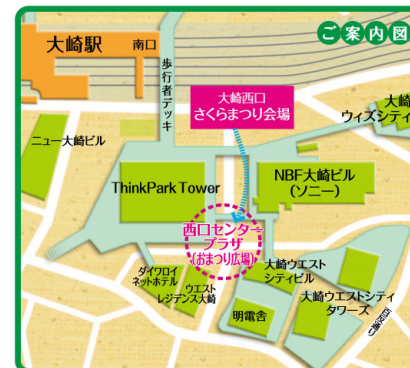 ご案内図
大崎駅
南口
歩行者デッキ
大崎西口
さくらまつり会場
大崎
ウィズシティ
ニュー大崎ビル
ThinkPark Tower
NBF大崎ビル
(ソニー)
西口センター
プラザ
(おまつり広場)
ダイワロイ
ネットホテル
ウエスト
レジデンス大崎
大崎ウエスト
シティビル
明電舎
大崎ウエストシティ
タワーズ